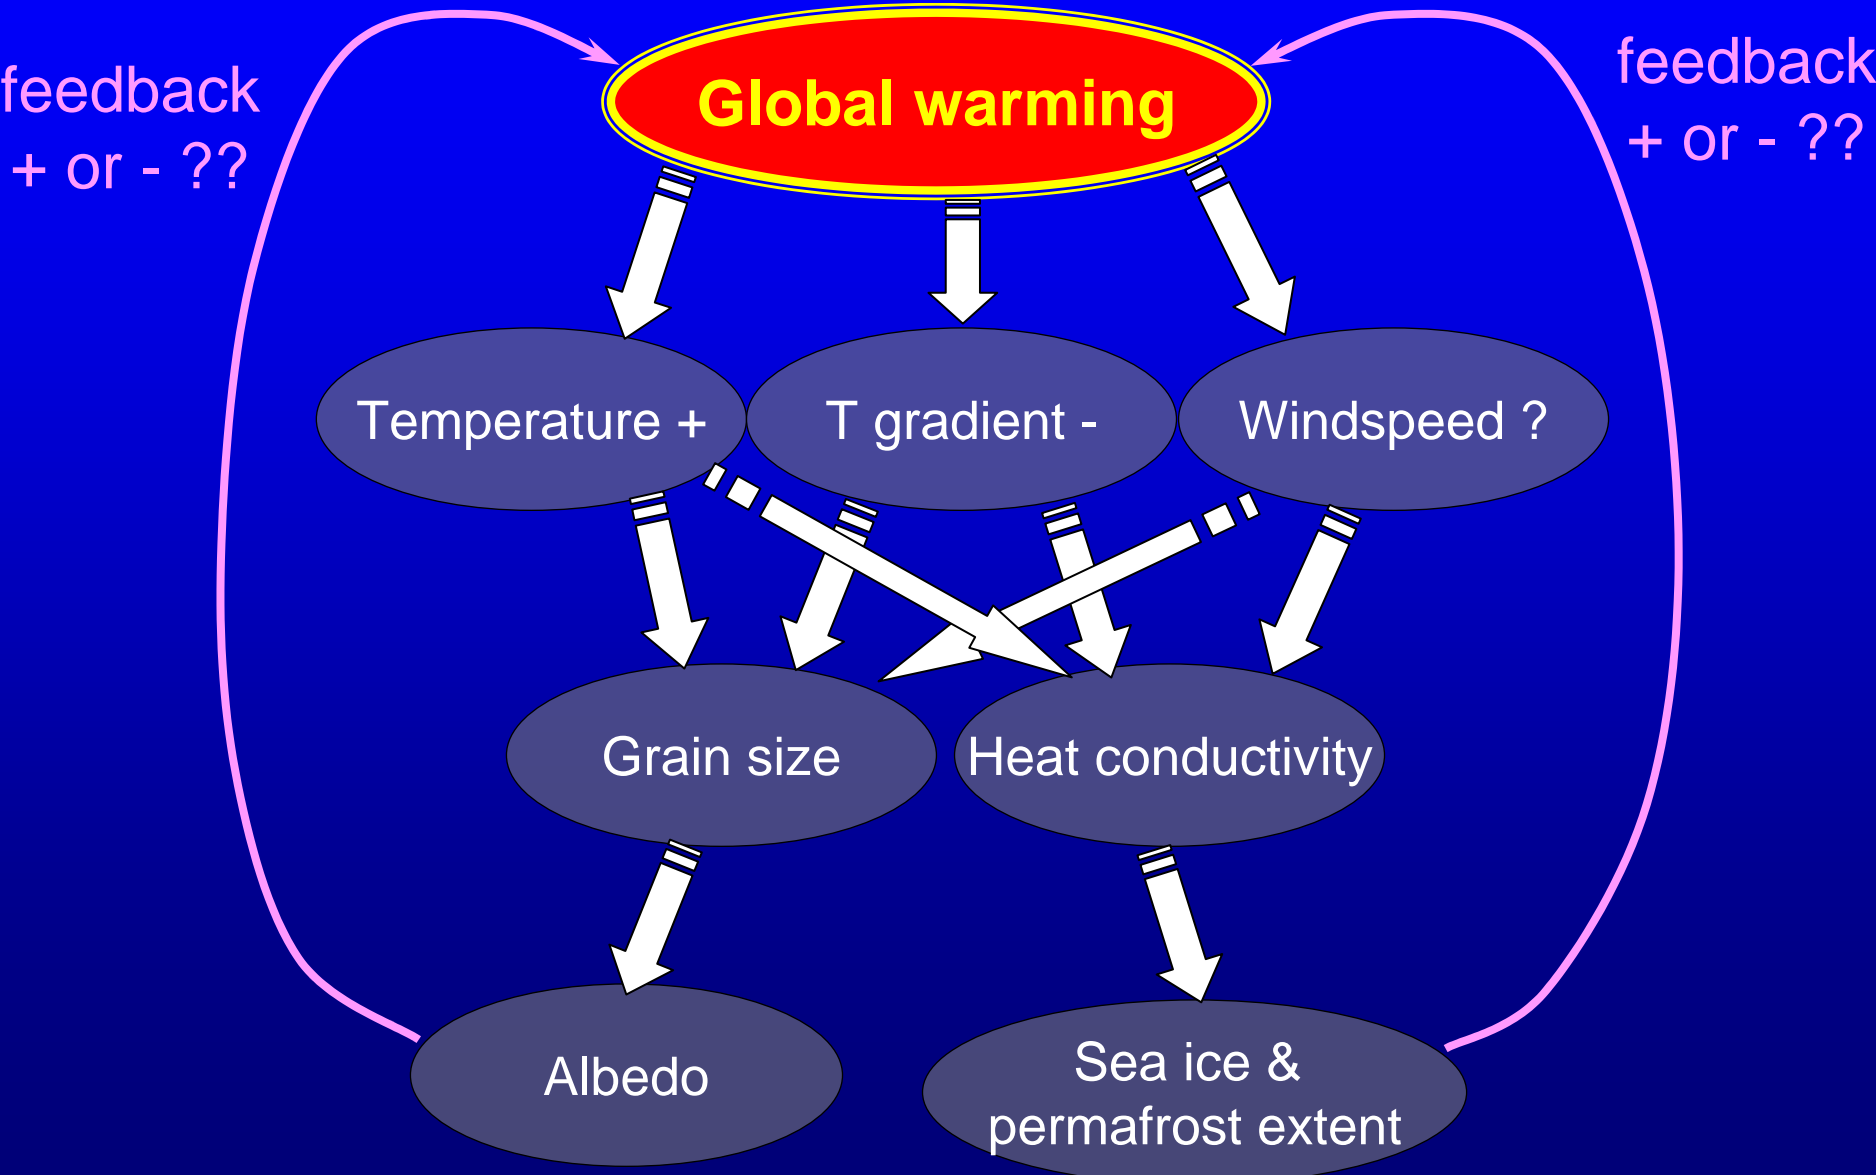 feedback
+ or - ??
Global warming
feedback
+ or - ??
Temperature +
T gradient -
Windspeed ?
Grain size
Heat conductivity
Albedo
Sea ice &
permafrost extent